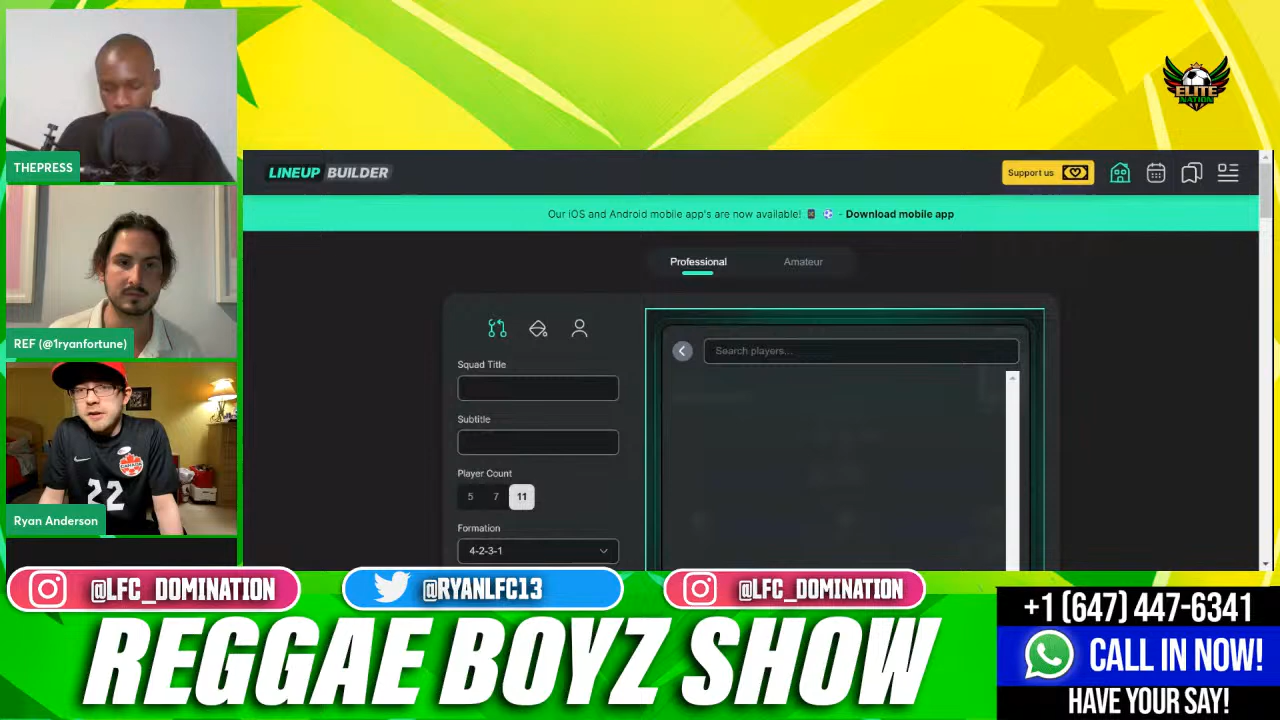 ELITE
NATION
THEPRESS
REF (@1ryanfortune)
CANADA
22
Ryan Anderson
LINEUP BUILDER
Support us
Our iOS and Android mobile app's are now available! - Download mobile app
Professional
Amateur
Squad Title
Subtitle
Player Count
5 7 11
Formation
4-2-3-1
Search players...
@LFC_DOMINATION
@RYANLFC13
@LFC_DOMINATION
REGGAE BOYZ SHOW
+1 (647) 447-6341
CALL IN NOW!
HAVE YOUR SAY!